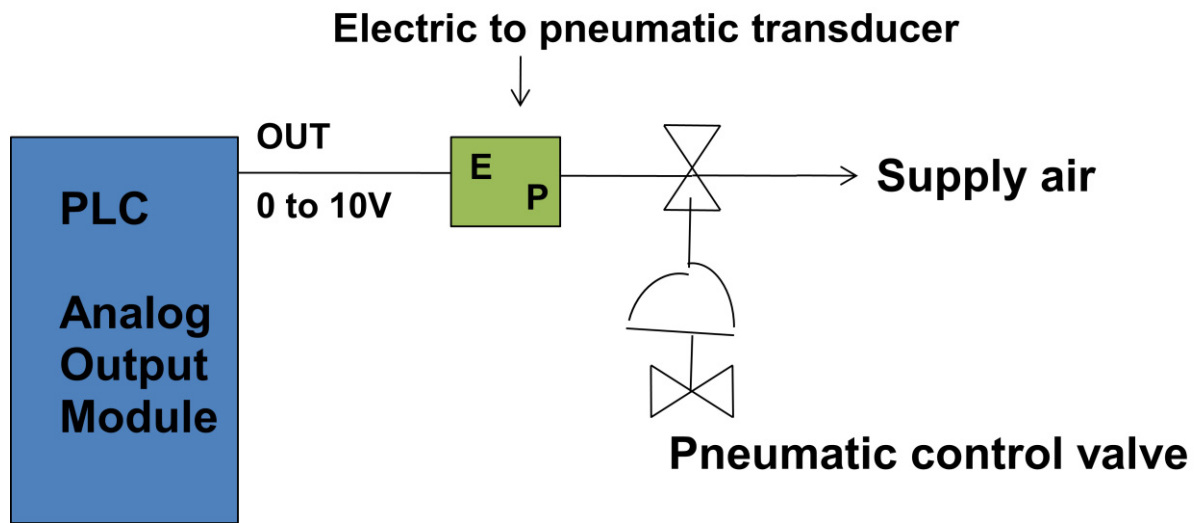 Electric to pneumatic transducer
OUT
0 to 10V
E
P
Supply air
PLC
Analog
Output
Module
Pneumatic control valve